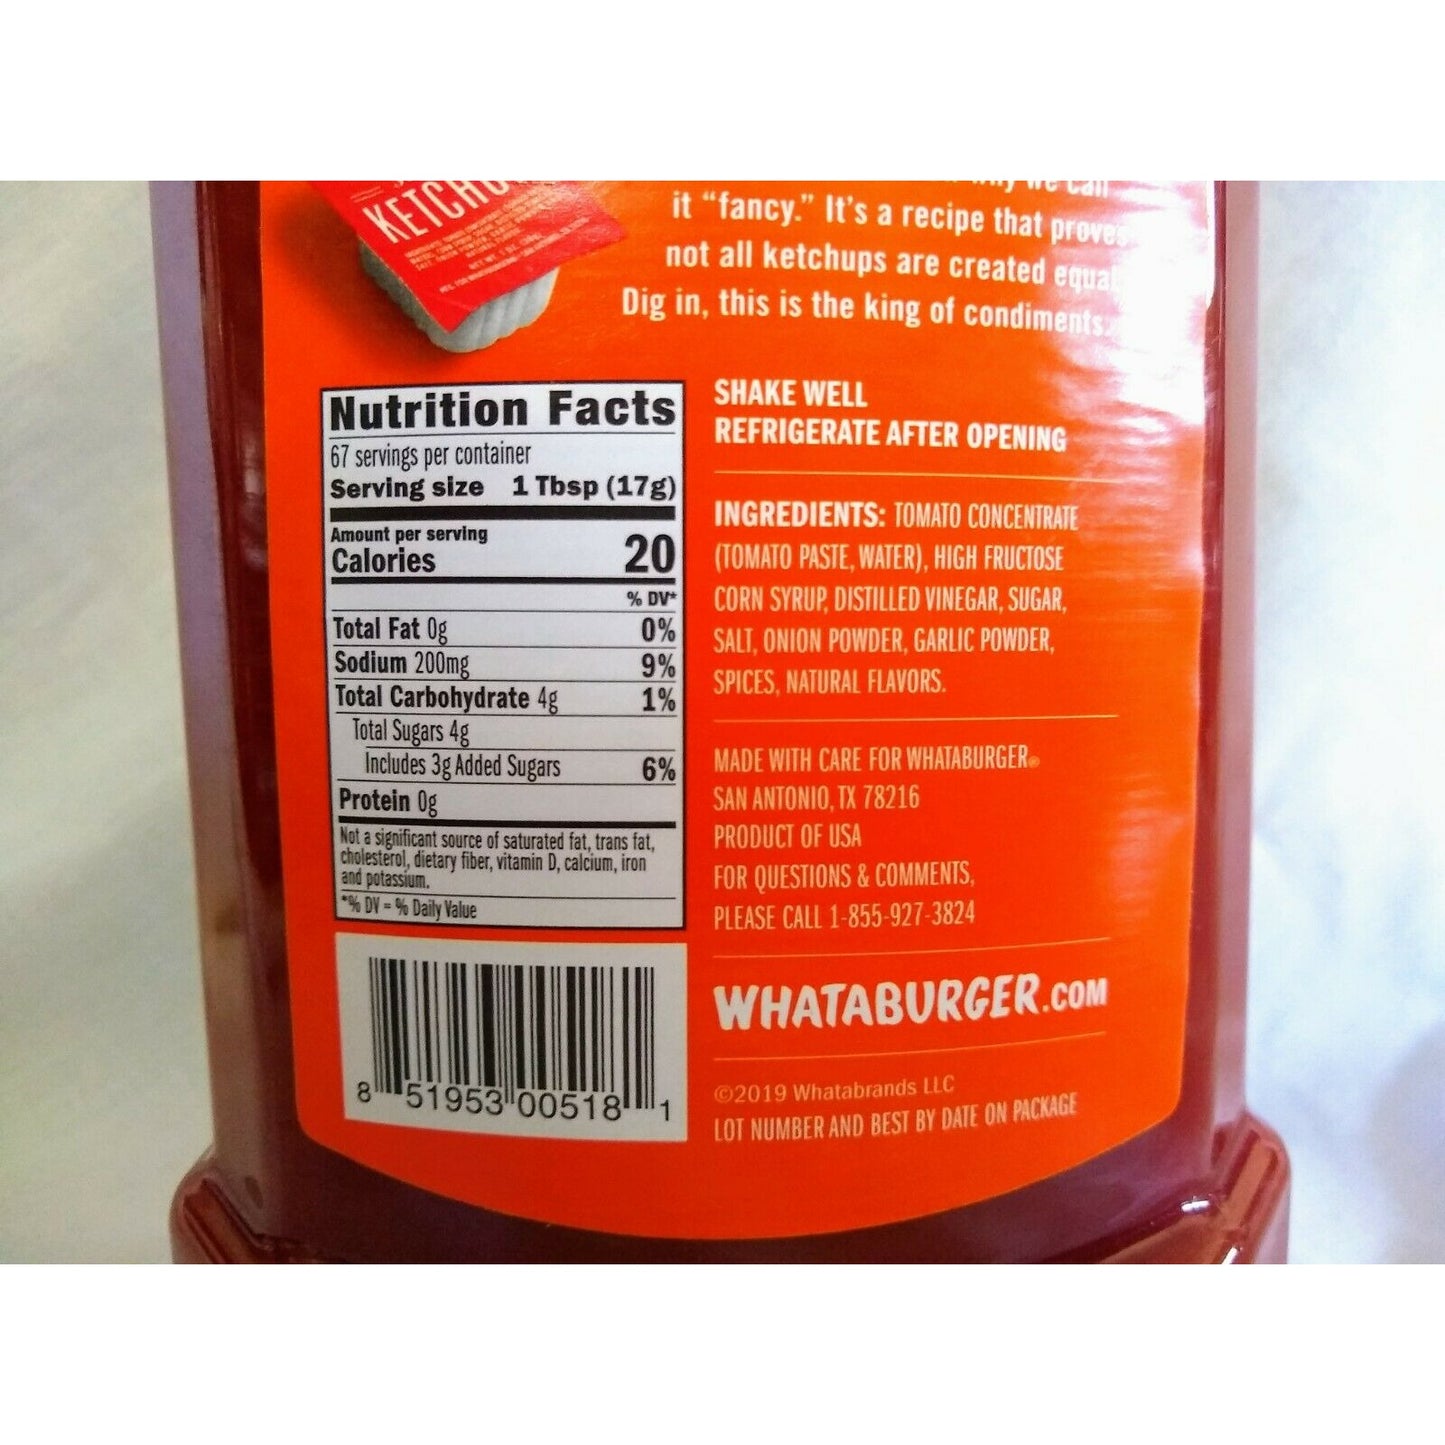 KETCHUP
why we can
it “fancy.” It’s a recipe that proves
not all ketchups are created equal
Dig in, this is the king of condiments.
Nutrition Facts
67 servings per container
Serving size 1 Tbsp (17g)
Amount per serving
Calories 20
% DV*
Total Fat 0g 0%
Sodium 200mg 9%
Total Carbohydrate 4g 1%
Total Sugars 4g
Includes 3g Added Sugars 6%
Protein 0g
Not a significant source of saturated fat, trans fat,
cholesterol, dietary fiber, vitamin D, calcium, iron
and potassium.
*% DV = % Daily Value
8 51953 00518 1
SHAKE WELL
REFRIGERATE AFTER OPENING
INGREDIENTS: TOMATO CONCENTRATE
(TOMATO PASTE, WATER), HIGH FRUCTOSE
CORN SYRUP, DISTILLED VINEGAR, SUGAR,
SALT, ONION POWDER, GARLIC POWDER,
SPICES, NATURAL FLAVORS.
MADE WITH CARE FOR WHATABURGER®
SAN ANTONIO, TX 78216
PRODUCT OF USA
FOR QUESTIONS & COMMENTS,
PLEASE CALL 1-855-927-3824
WHATABURGER.COM
©2019 Whatabrands LLC
LOT NUMBER AND BEST BY DATE ON PACKAGE